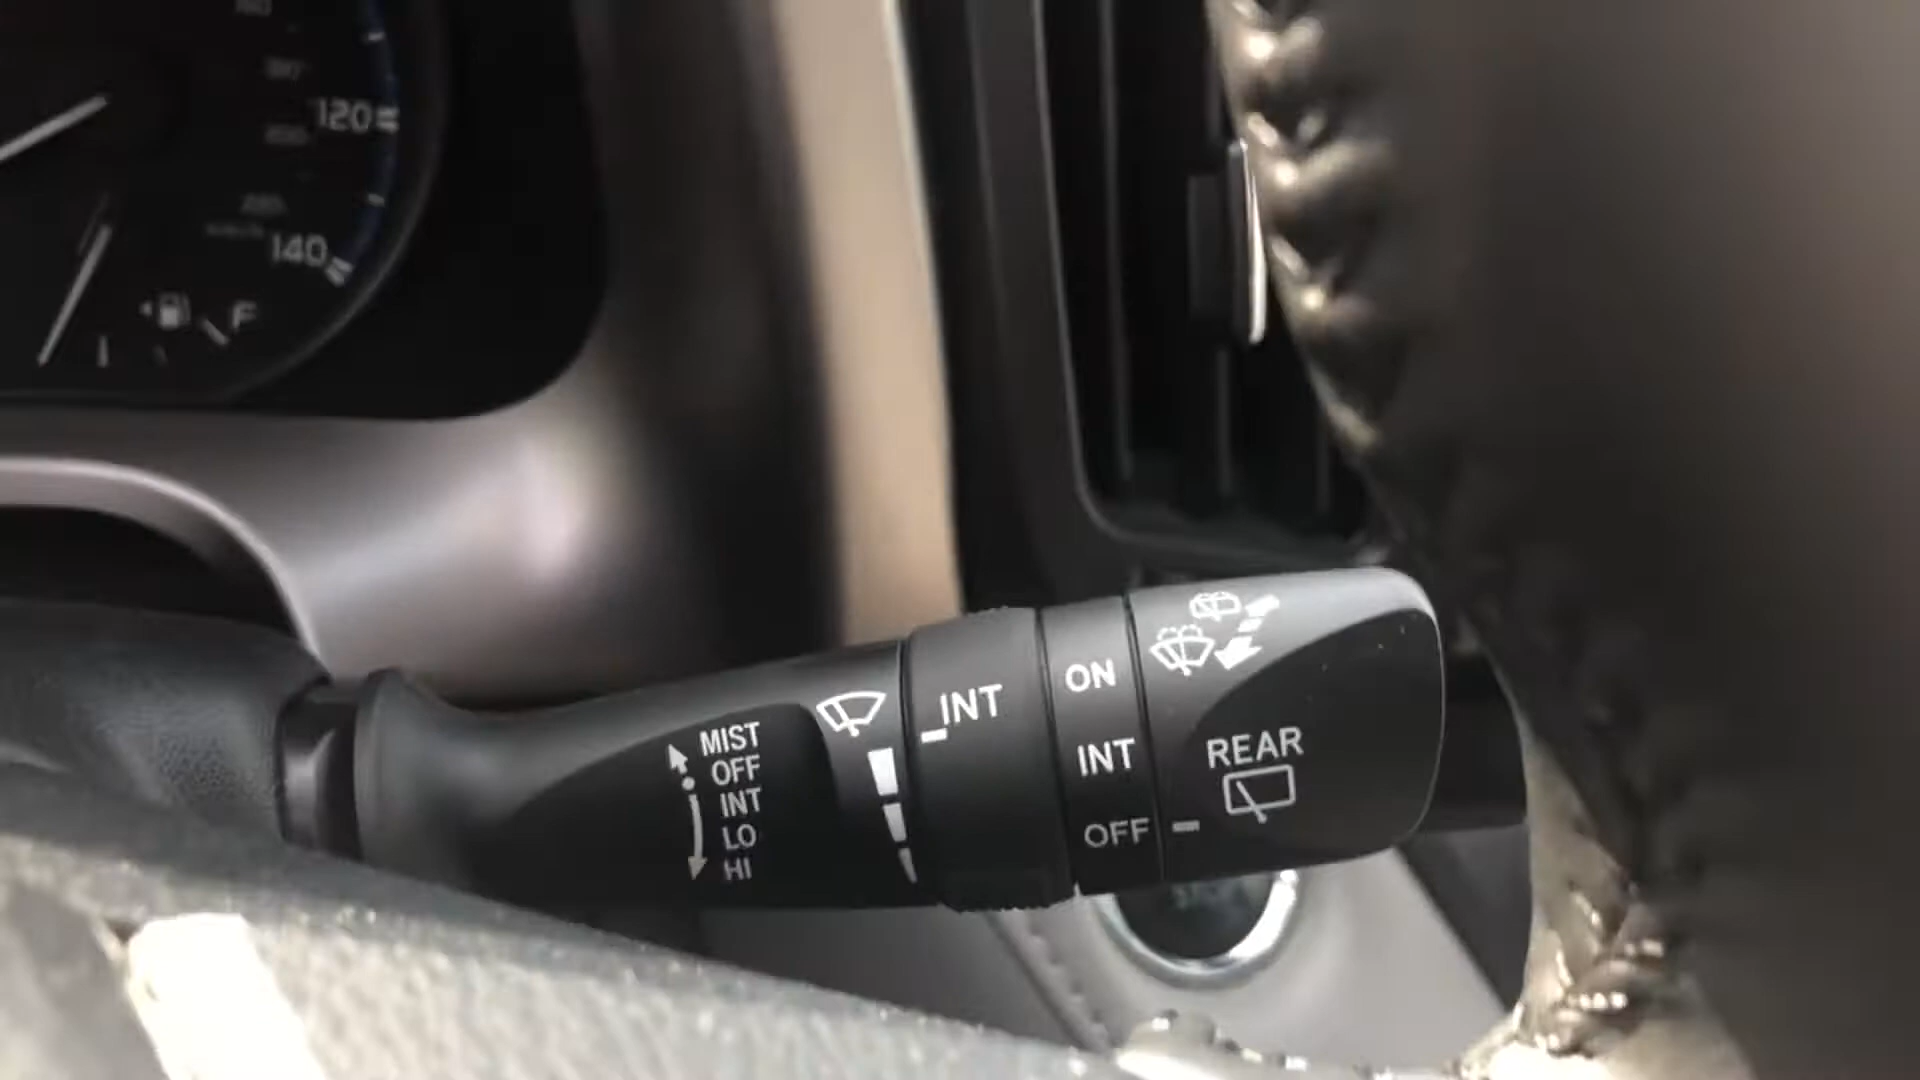 120
140
F
MIST
OFF
INT
LO
HI
INT
ON
INT
OFF
REAR